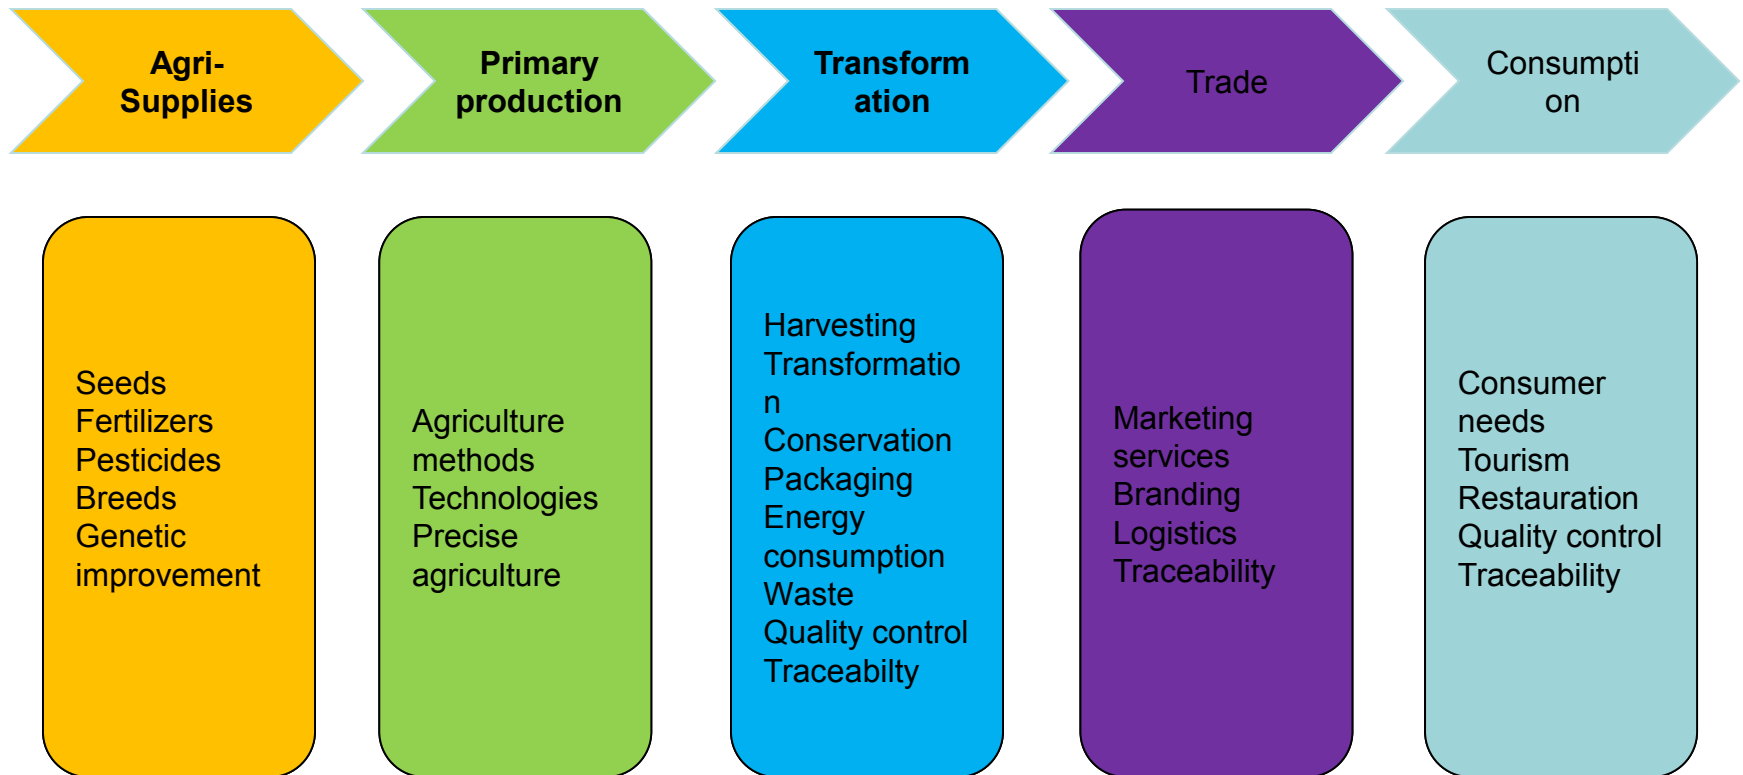 Agri-
Supplies
Primary
production
Transform
ation
Trade
Consumpti
on
Seeds
Fertilizers
Pesticides
Breeds
Genetic
improvement
Agriculture
methods
Technologies
Precise
agriculture
Harvesting
Transformatio
n
Conservation
Packaging
Energy
consumption
Waste
Quality control
Traceabilty
Marketing
services
Branding
Logistics
Traceability
Consumer
needs
Tourism
Restauration
Quality control
Traceability